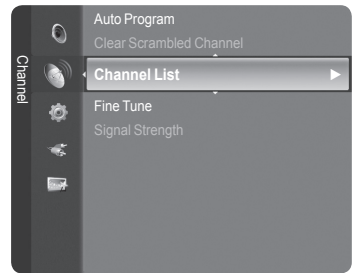 Channel
Auto Program
Clear Scrambled Channel
Channel List
Fine Tune
Signal Strength